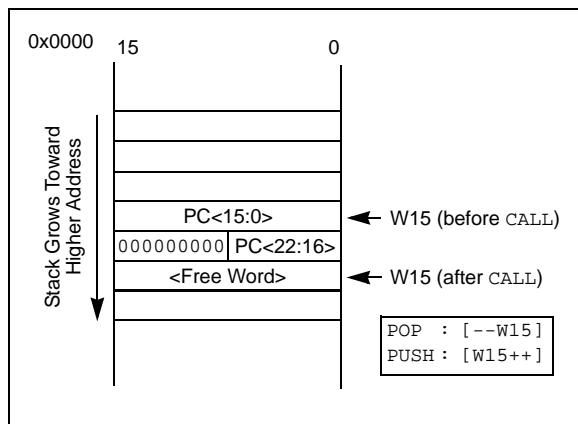 0x0000
15 0
Stack Grows Toward
Higher Address
PC<15:0>
W15 (before CALL)
000000000 PC<22:16>
<Free Word>
W15 (after CALL)
POP : [--W15]
PUSH : [W15++]